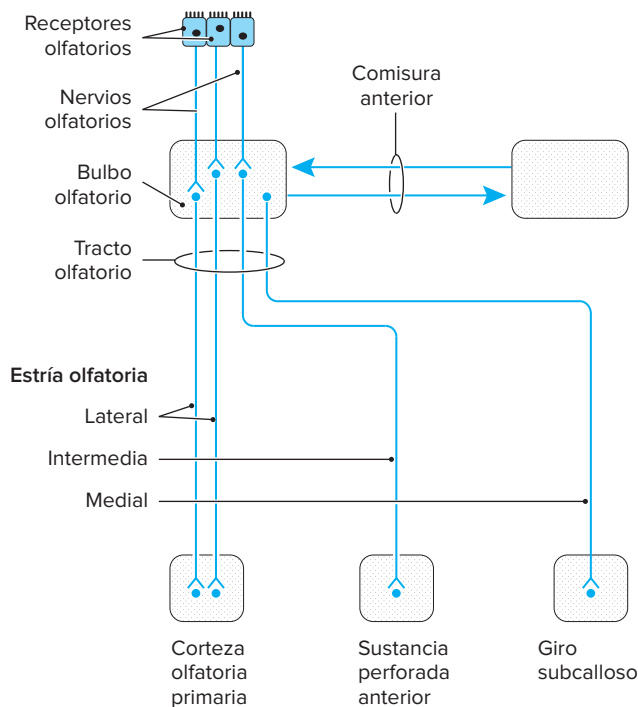 Receptores
olfatorios
Nervios
olfatorios
Comisura
anterior
Bulbo
olfatorio
Tracto
olfatorio
Estría olfatoria
Lateral
Intermedia
Medial
Corteza
olfatoria
primaria
Sustancia
perforada
anterior
Giro
subcalloso